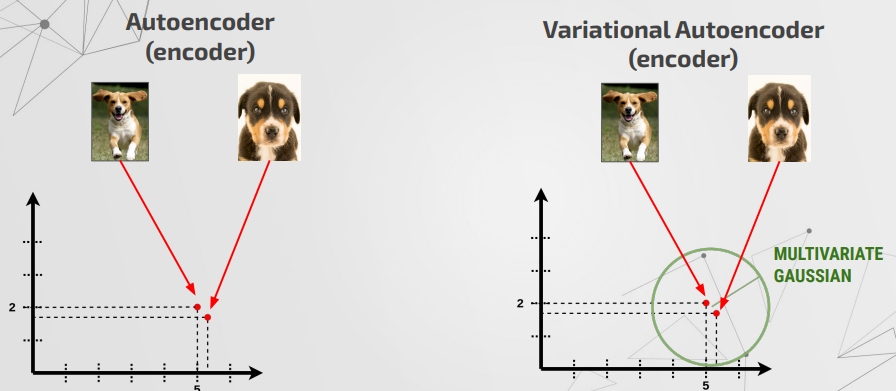 Autoencoder
(encoder)
2
5
Variational Autoencoder
(encoder)
MULTIVARIATE
GAUSSIAN
2
5